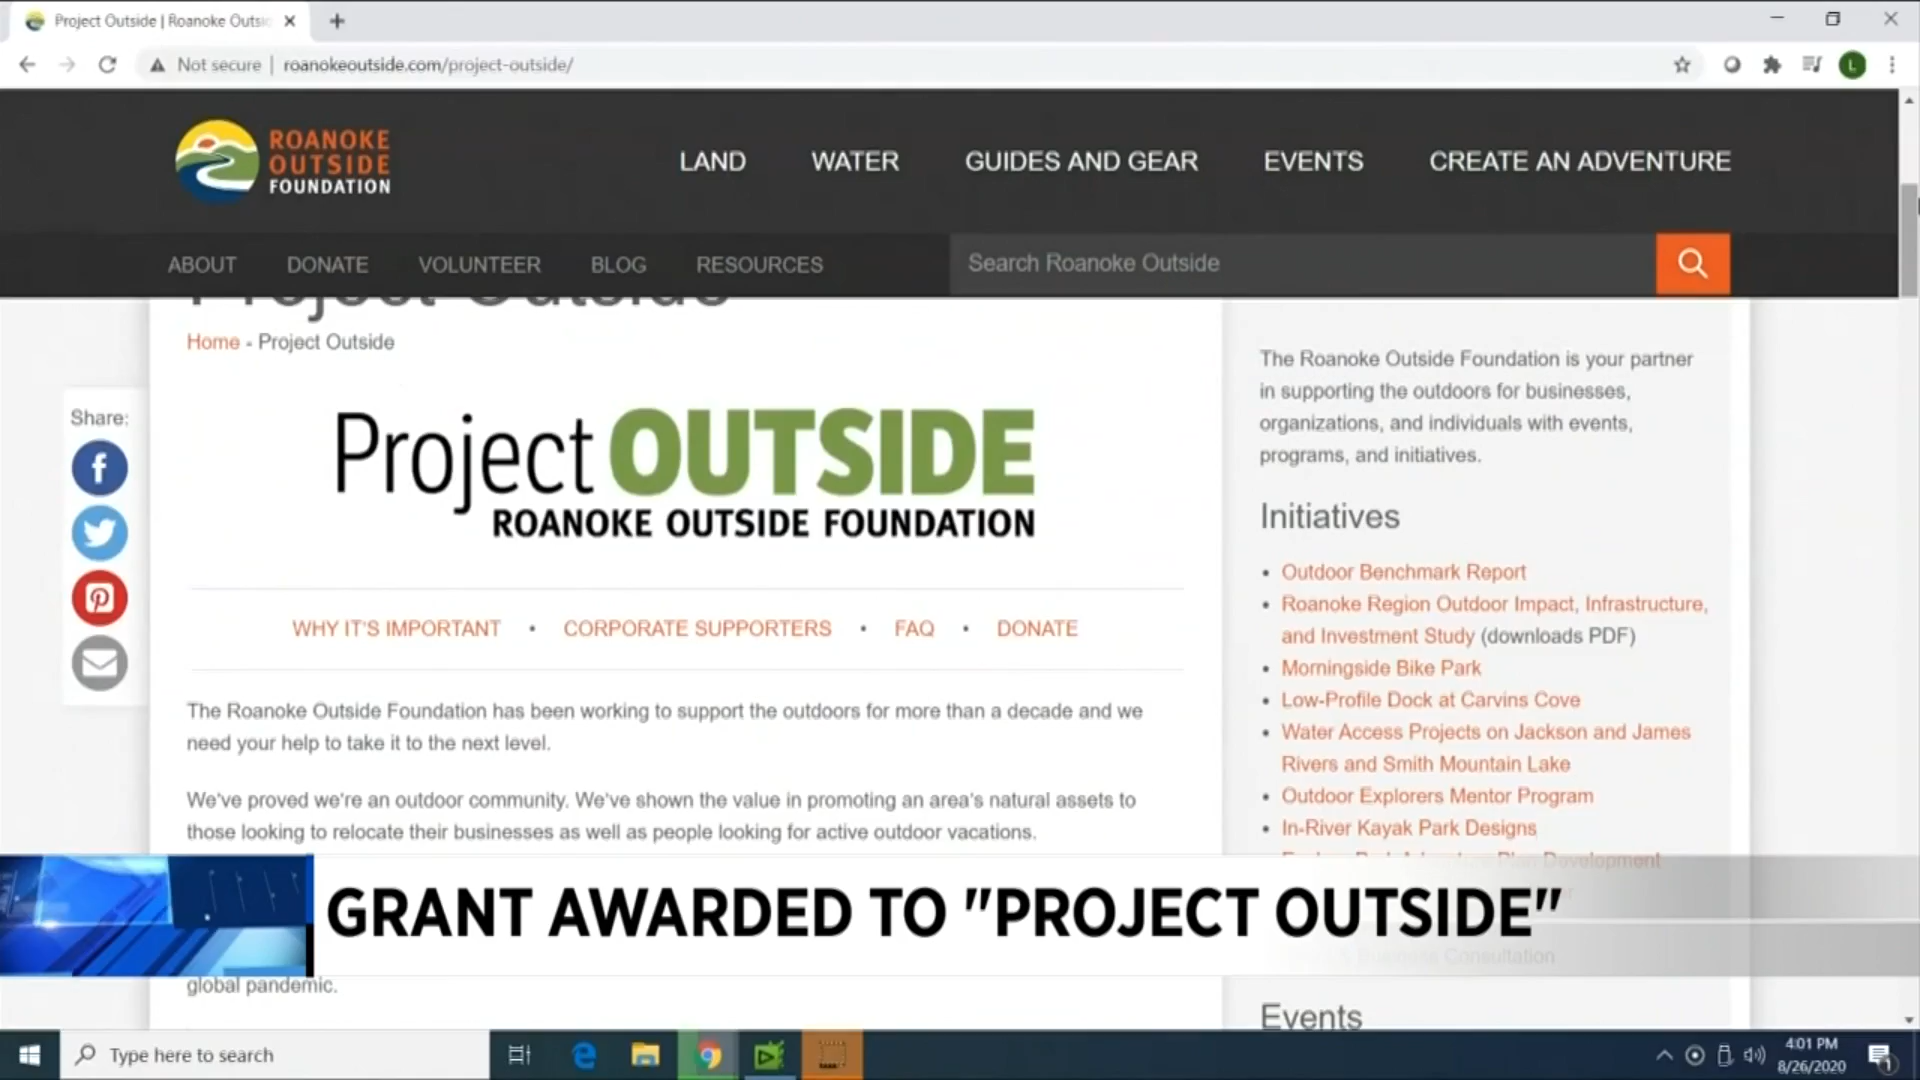 Project Outside | Roanoke Outsi
Not secure | roanokeoutside.com/project-outside/
L
ROANOKE
OUTSIDE
FOUNDATION
LAND WATER GUIDES AND GEAR EVENTS CREATE AN ADVENTURE
ABOUT DONATE VOLUNTEER BLOG RESOURCES
Search Roanoke Outside
Project Outside
Home - Project Outside
Share:
Project OUTSIDE
ROANOKE OUTSIDE FOUNDATION
WHY IT'S IMPORTANT • CORPORATE SUPPORTERS • FAQ • DONATE
The Roanoke Outside Foundation has been working to support the outdoors for more than a decade and we
need your help to take it to the next level.
We've proved we're an outdoor community. We've shown the value in promoting an area's natural assets to
those looking to relocate their businesses as well as people looking for active outdoor vacations.
global pandemic.
The Roanoke Outside Foundation is your partner
in supporting the outdoors for businesses,
organizations, and individuals with events,
programs, and initiatives.
Initiatives
• Outdoor Benchmark Report
• Roanoke Region Outdoor Impact, Infrastructure,
and Investment Study (downloads PDF)
• Morningside Bike Park
• Low-Profile Dock at Carvins Cove
• Water Access Projects on Jackson and James
Rivers and Smith Mountain Lake
• Outdoor Explorers Mentor Program
• In-River Kayak Park Designs
Plan Development
Consultation
Events
GRANT AWARDED TO "PROJECT OUTSIDE"
Type here to search
4:01 PM
8/26/2020
1